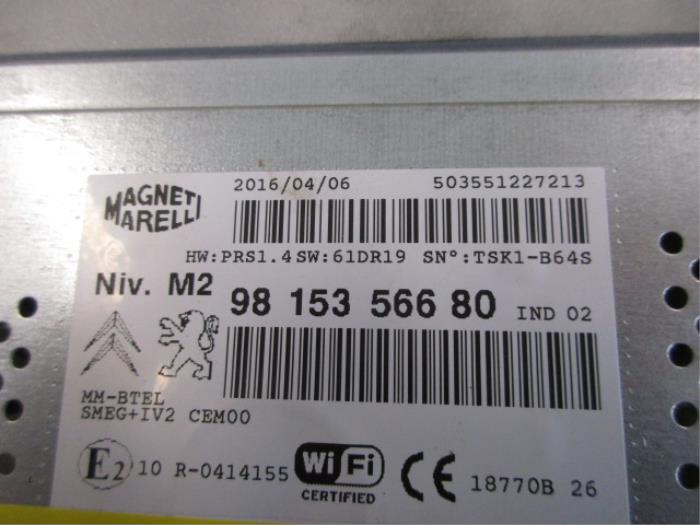 MAGNETI MARELLI
2016/04/06 503551227213
HW:PRS1.4 SW:61DR19 SN°:TSK1-B64S
Niv. M2 98 153 566 80 IND 02
MM-BTEL
SMEG+IV2 CEM00
E2 10 R-0414155 Wi Fi CERTIFIED CE 18770B 26